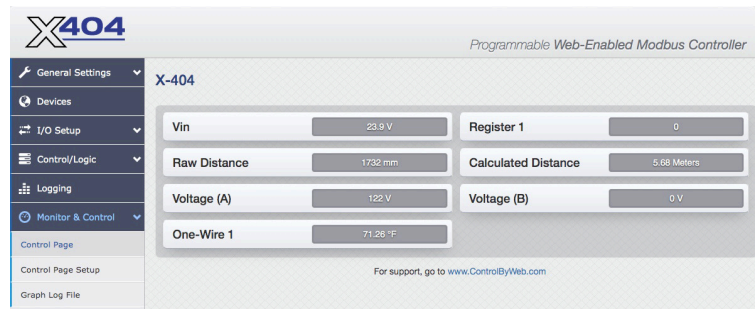 X404
Programmable Web-Enabled Modbus Controller
General Settings
Devices
I/O Setup
Control/Logic
Logging
Monitor & Control
Control Page
Control Page Setup
Graph Log File
X-404
Vin 23.9 V Register 1 0
Raw Distance 1732 mm Calculated Distance 5.68 Meters
Voltage (A) 122 V Voltage (B) 0 V
One-Wire 1 71.26 °F
For support, go to www.ControlByWeb.com